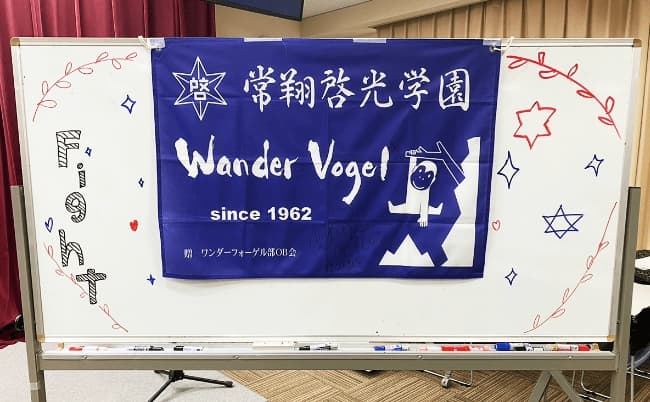 Fight
啓
常翔啓光学園
Wander Vogel
since 1962
贈 ワンダーフォーゲル部OB会